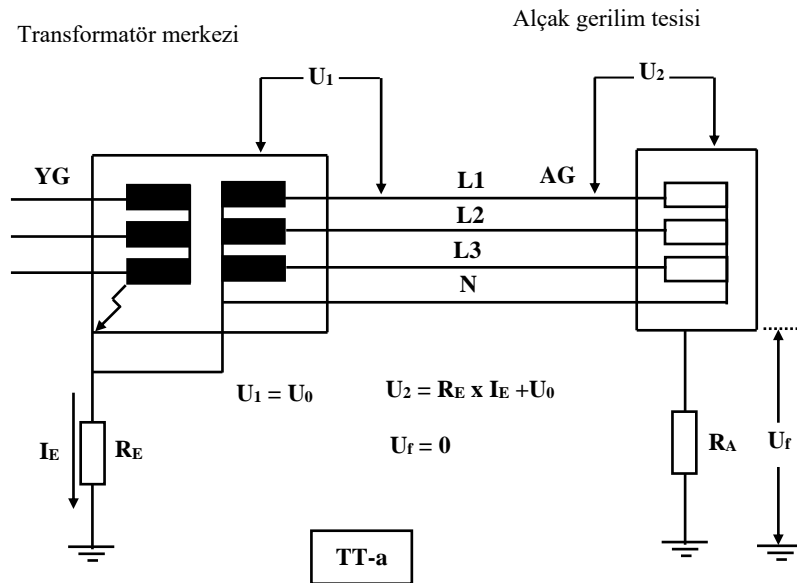 Transformatör merkezi
Alçak gerilim tesisi
U1
U2
YG
L1
AG
L2
L3
N
U1 = U0
U2 = RE x IE +U0
Uf = 0
IE
RE
RA
Uf
TT-a